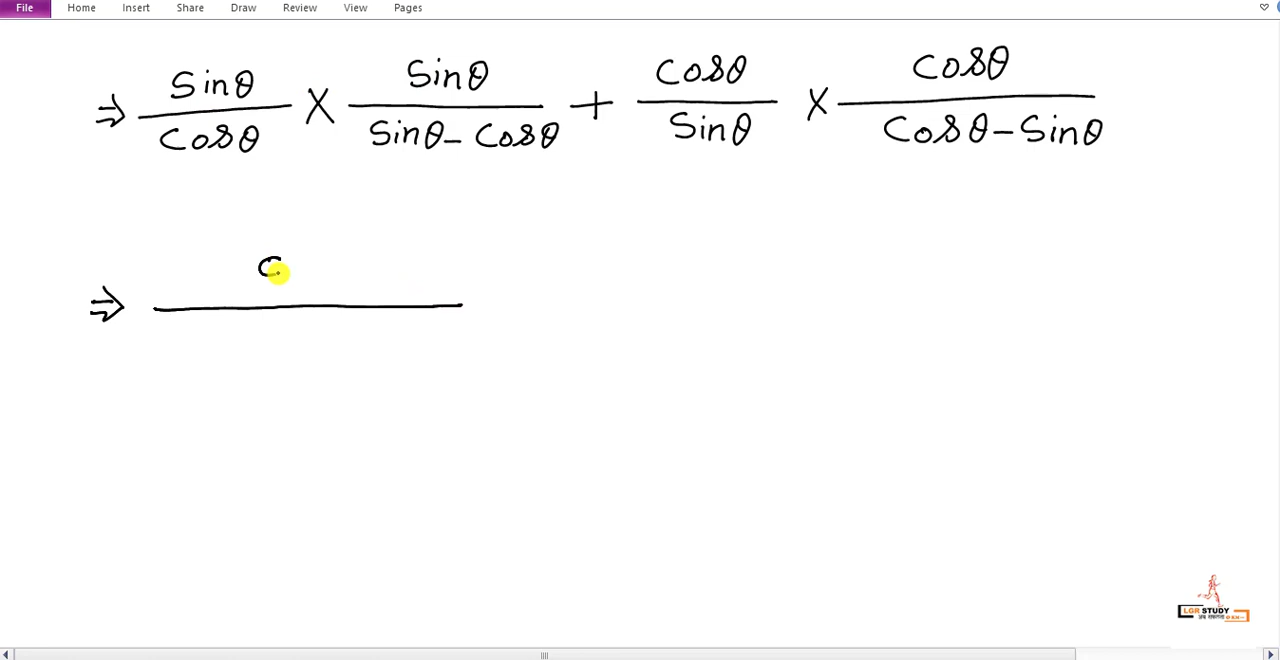 File Home Insert Share Draw Review View Pages
⇒ Sinθ/Cosθ × Sinθ/(Sinθ-Cosθ) + Cosθ/Sinθ × Cosθ/(Cosθ-Sinθ)
⇒
LGR STUDY